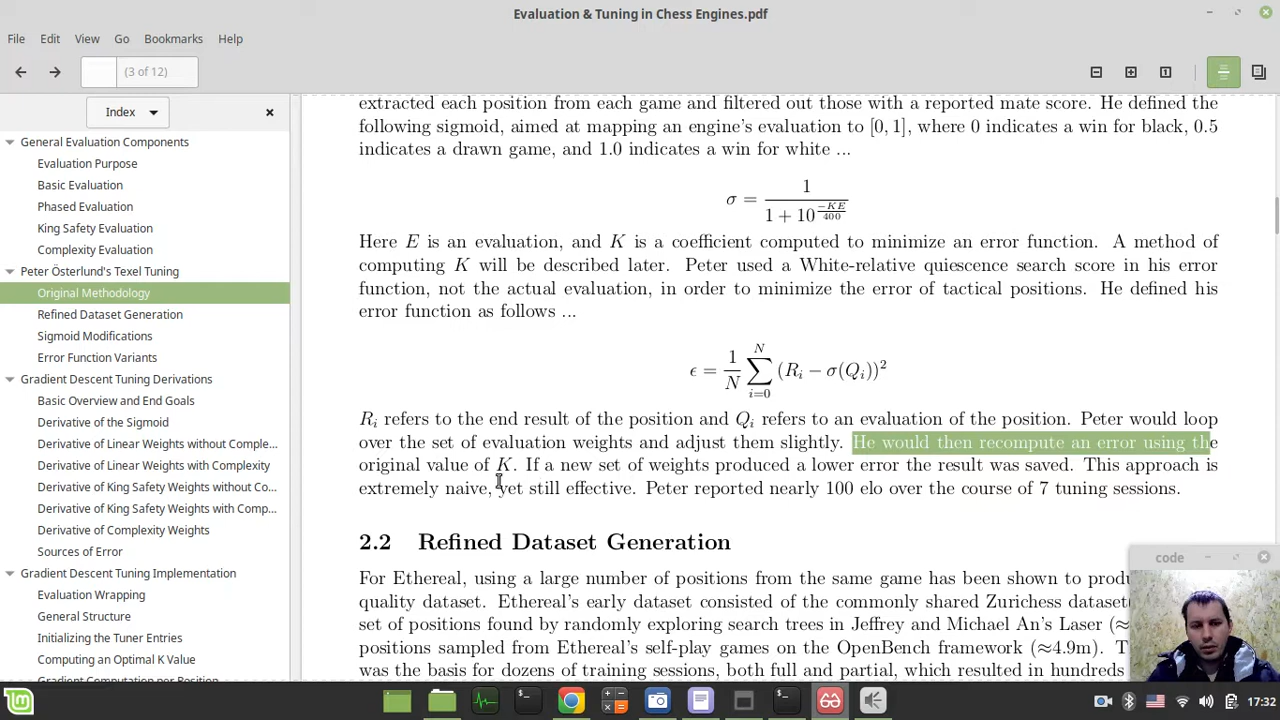 Evaluation & Tuning in Chess Engines.pdf
File Edit View Go Bookmarks Help
(3 of 12)
Index
General Evaluation Components
Evaluation Purpose
Basic Evaluation
Phased Evaluation
King Safety Evaluation
Complexity Evaluation
Peter Österlund's Texel Tuning
Original Methodology
Refined Dataset Generation
Sigmoid Modifications
Error Function Variants
Gradient Descent Tuning Derivations
Basic Overview and End Goals
Derivative of the Sigmoid
Derivative of Linear Weights without Comple...
Derivative of Linear Weights with Complexity
Derivative of King Safety Weights without Co...
Derivative of King Safety Weights with Comp...
Derivative of Complexity Weights
Sources of Error
Gradient Descent Tuning Implementation
Evaluation Wrapping
General Structure
Initializing the Tuner Entries
Computing an Optimal K Value
Gradient Computation per Position
extracted each position from each game and filtered out those with a reported mate score. He defined the
following sigmoid, aimed at mapping an engine's evaluation to [0, 1], where 0 indicates a win for black, 0.5
indicates a drawn game, and 1.0 indicates a win for white ...
σ = 1 / (1 + 10^(−KE/400))
Here E is an evaluation, and K is a coefficient computed to minimize an error function. A method of
computing K will be described later. Peter used a White-relative quiescence search score in his error
function, not the actual evaluation, in order to minimize the error of tactical positions. He defined his
error function as follows ...
ϵ = 1/N ∑_{i=0}^{N} (R_i − σ(Q_i))²
R_i refers to the end result of the position and Q_i refers to an evaluation of the position. Peter would loop
over the set of evaluation weights and adjust them slightly. He would then recompute an error using the
original value of K. If a new set of weights produced a lower error the result was saved. This approach is
extremely naive, yet still effective. Peter reported nearly 100 elo over the course of 7 tuning sessions.
2.2 Refined Dataset Generation
For Ethereal, using a large number of positions from the same game has been shown to produ
quality dataset. Ethereal's early dataset consisted of the commonly shared Zurichess dataset
set of positions found by randomly exploring search trees in Jeffrey and Michael An's Laser (≈
positions sampled from Ethereal's self-play games on the OpenBench framework (≈4.9m). T
was the basis for dozens of training sessions, both full and partial, which resulted in hundreds
code
17:32